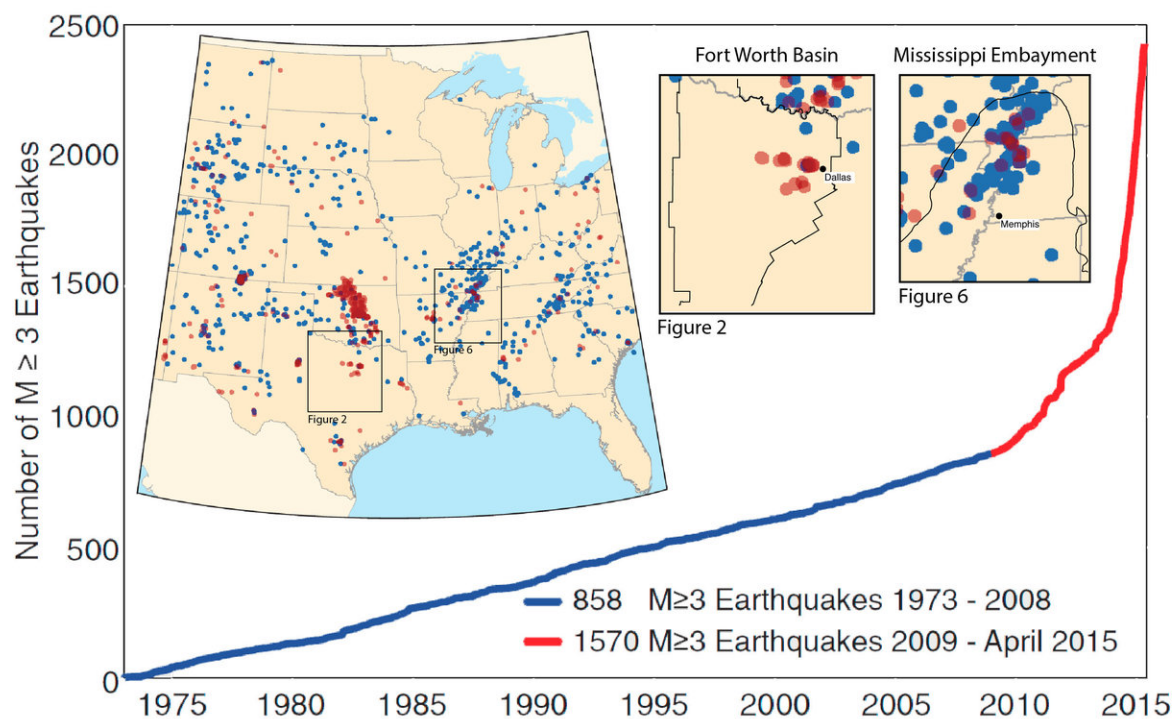 2500
2000
1500
1000
500
0
Number of M ≥ 3 Earthquakes
Figure 2
Figure 6
Fort Worth Basin
Dallas
Figure 2
Mississippi Embayment
Memphis
Figure 6
858 M≥3 Earthquakes 1973 - 2008
1570 M≥3 Earthquakes 2009 - April 2015
1975 1980 1985 1990 1995 2000 2005 2010 2015